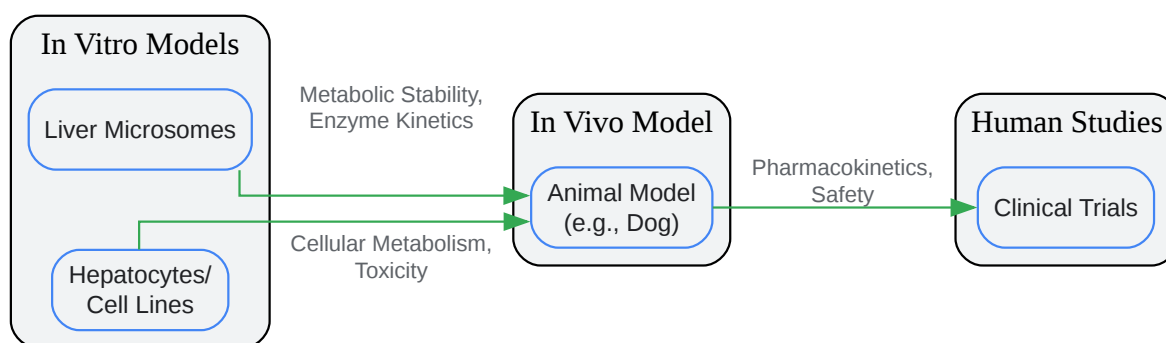 In Vitro Models
Liver Microsomes
Hepatocytes/
Cell Lines
Metabolic Stability,
Enzyme Kinetics
Cellular Metabolism,
Toxicity
In Vivo Model
Animal Model
(e.g., Dog)
Pharmacokinetics,
Safety
Human Studies
Clinical Trials